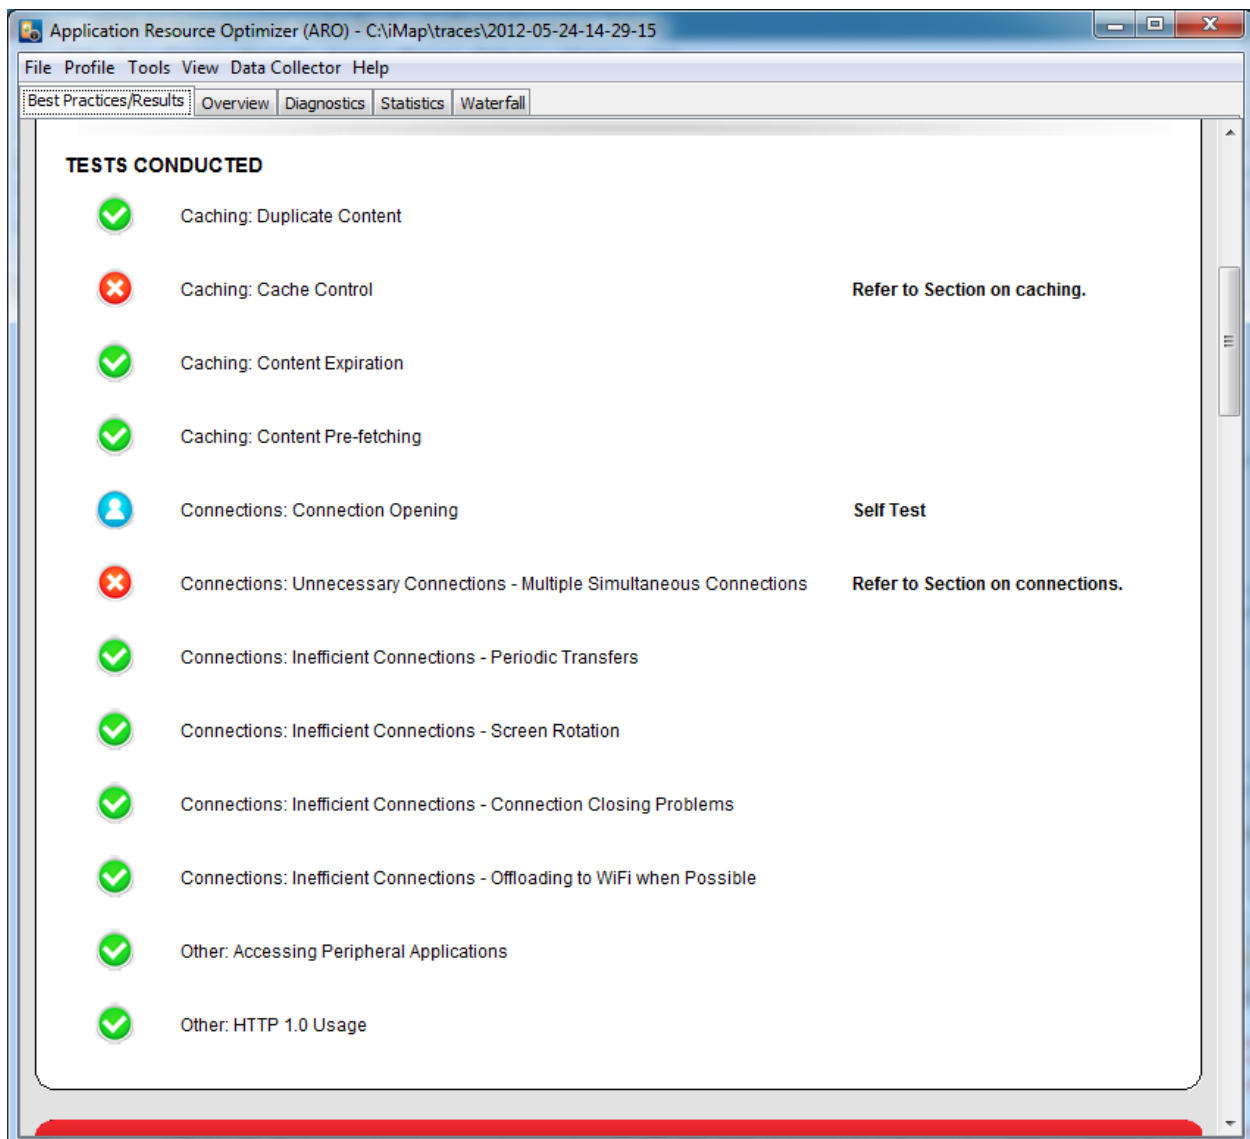 Application Resource Optimizer (ARO) - C:\iMap\traces\2012-05-24-14-29-15
File Profile Tools View Data Collector Help
Best Practices/Results Overview Diagnostics Statistics Waterfall
TESTS CONDUCTED
Caching: Duplicate Content
Caching: Cache Control Refer to Section on caching.
Caching: Content Expiration
Caching: Content Pre-fetching
Connections: Connection Opening Self Test
Connections: Unnecessary Connections - Multiple Simultaneous Connections Refer to Section on connections.
Connections: Inefficient Connections - Periodic Transfers
Connections: Inefficient Connections - Screen Rotation
Connections: Inefficient Connections - Connection Closing Problems
Connections: Inefficient Connections - Offloading to WiFi when Possible
Other: Accessing Peripheral Applications
Other: HTTP 1.0 Usage